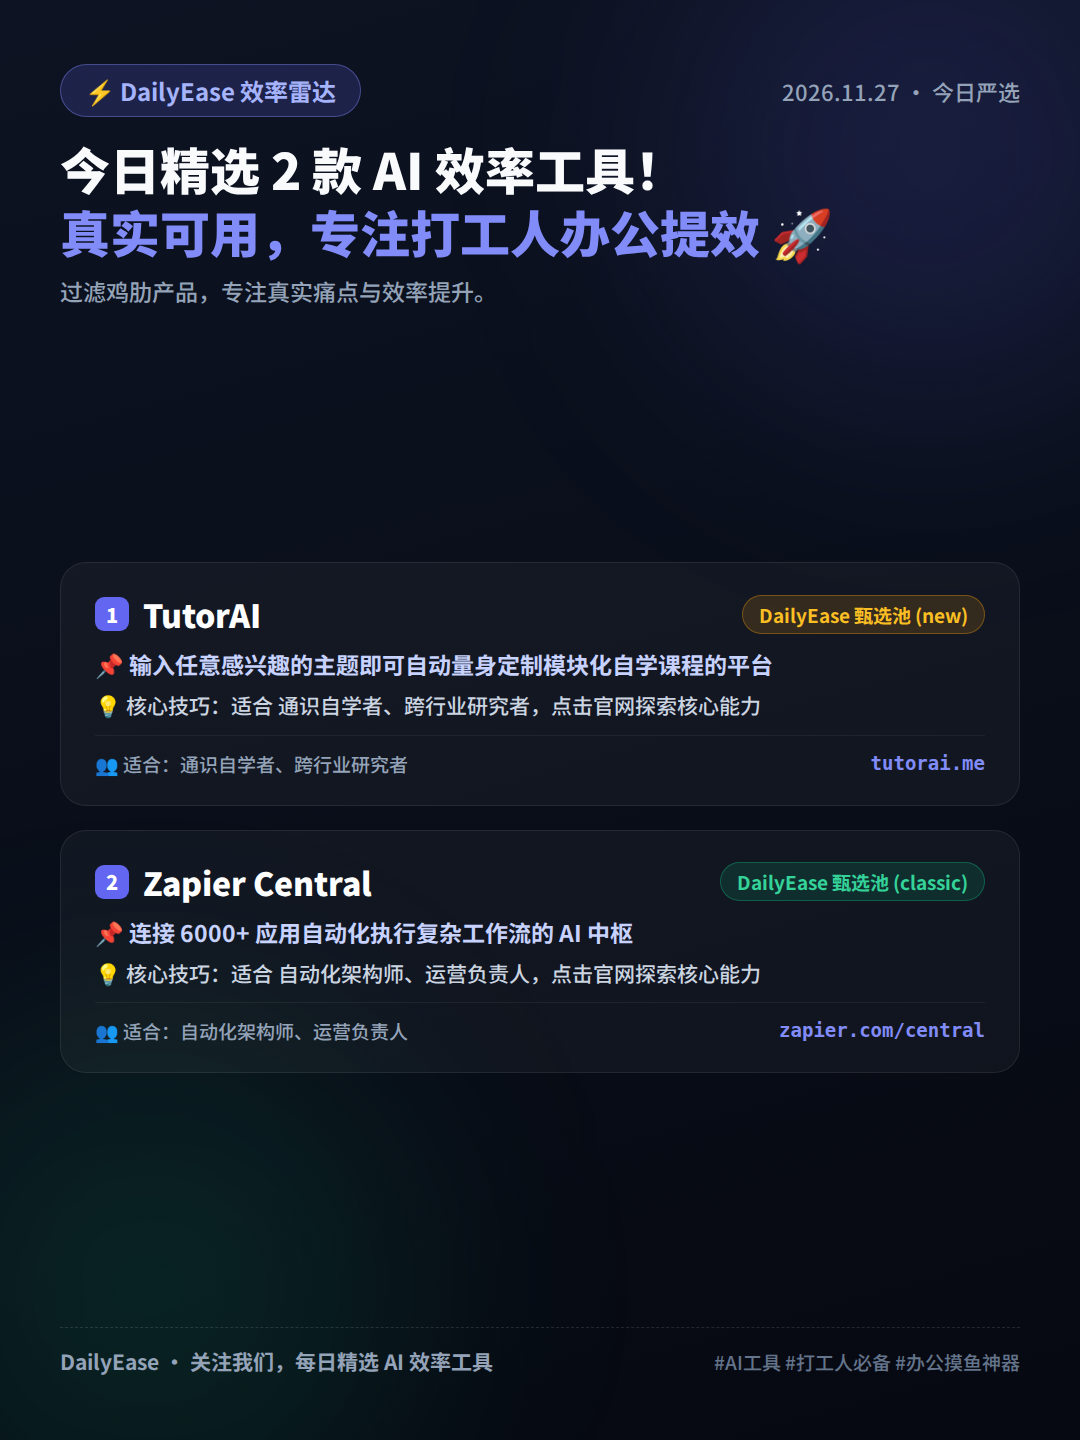 ⚡ DailyEase 效率雷达
2026.11.27 • 今日严选
今日精选 2 款 AI 效率工具！
真实可用，专注打工人办公提效 🚀
过滤鸡肋产品，专注真实痛点与效率提升。
1 TutorAI
DailyEase 甄选池 (new)
📌 输入任意感兴趣的主题即可自动量身定制模块化自学课程的平台
💡 核心技巧：适合 通识自学者、跨行业研究者，点击官网探索核心能力
👥 适合：通识自学者、跨行业研究者
tutorai.me
2 Zapier Central
DailyEase 甄选池 (classic)
📌 连接 6000+ 应用自动化执行复杂工作流的 AI 中枢
💡 核心技巧：适合 自动化架构师、运营负责人，点击官网探索核心能力
👥 适合：自动化架构师、运营负责人
zapier.com/central
DailyEase • 关注我们，每日精选 AI 效率工具
#AI工具 #打工人必备 #办公摸鱼神器